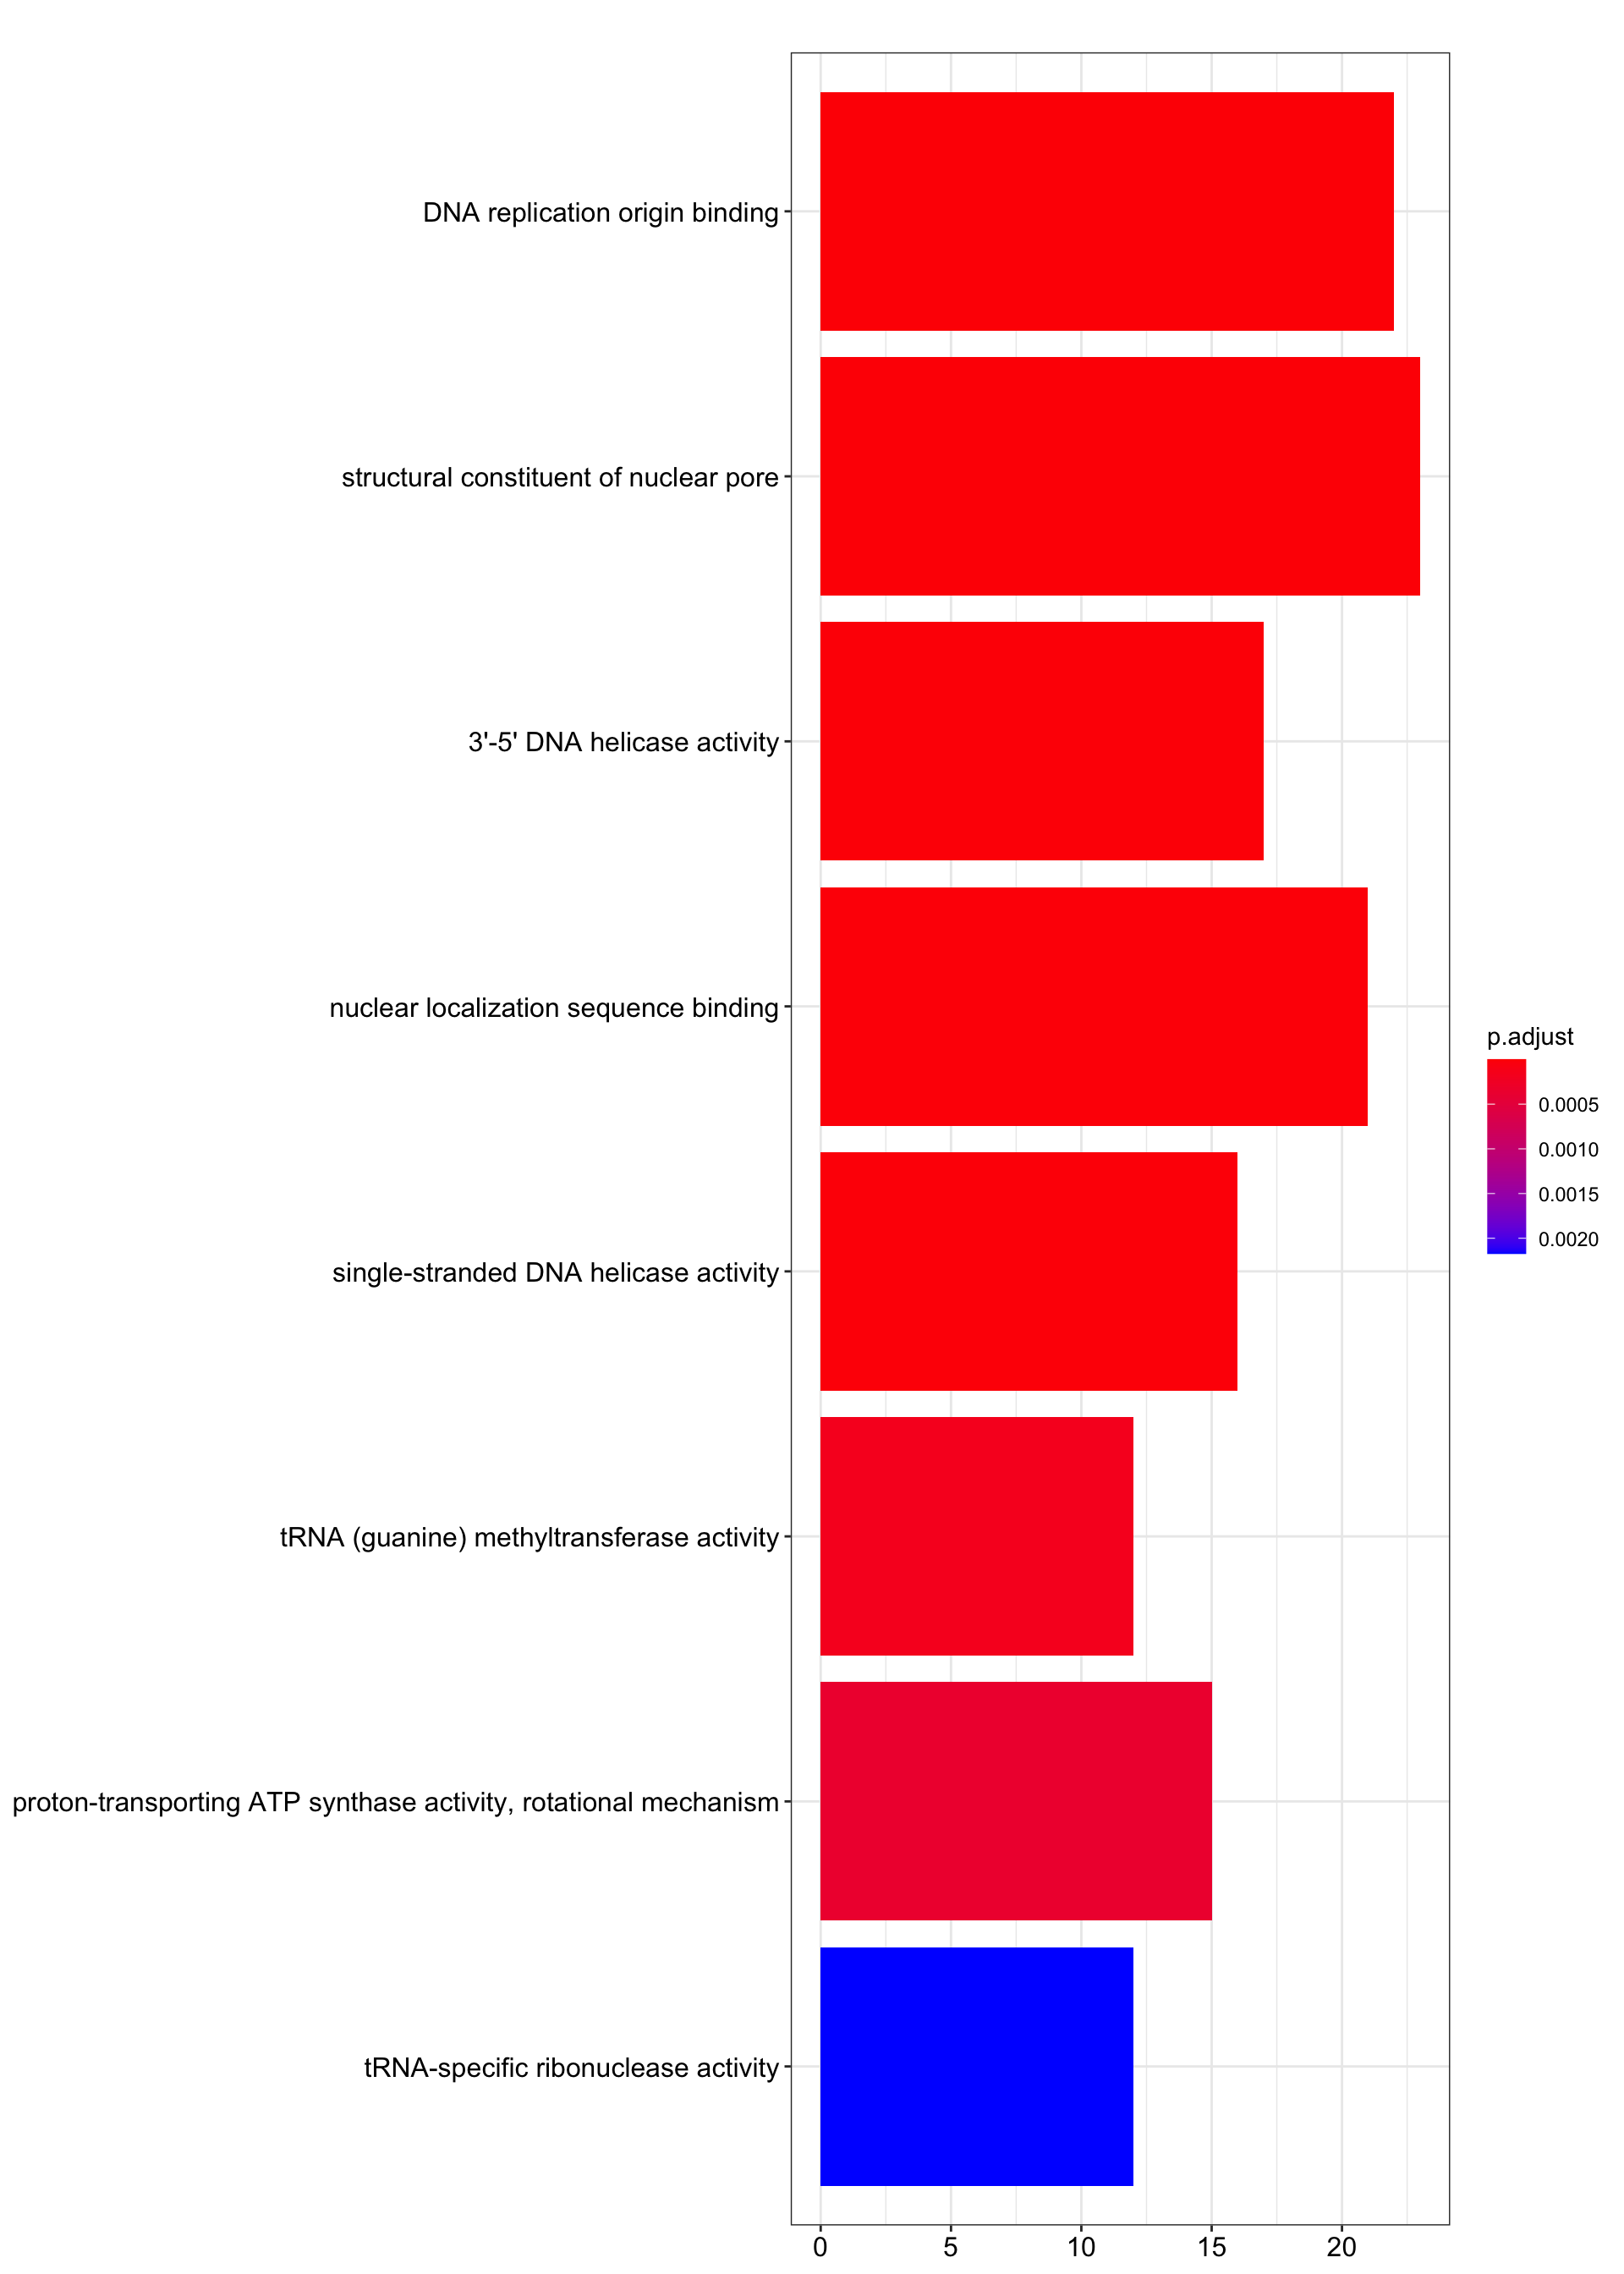 DNA replication origin binding
structural constituent of nuclear pore
3'-5' DNA helicase activity
nuclear localization sequence binding
single-stranded DNA helicase activity
tRNA (guanine) methyltransferase activity
proton-transporting ATP synthase activity, rotational mechanism
tRNA-specific ribonuclease activity
0 5 10 15 20
p.adjust
0.0005
0.0010
0.0015
0.0020